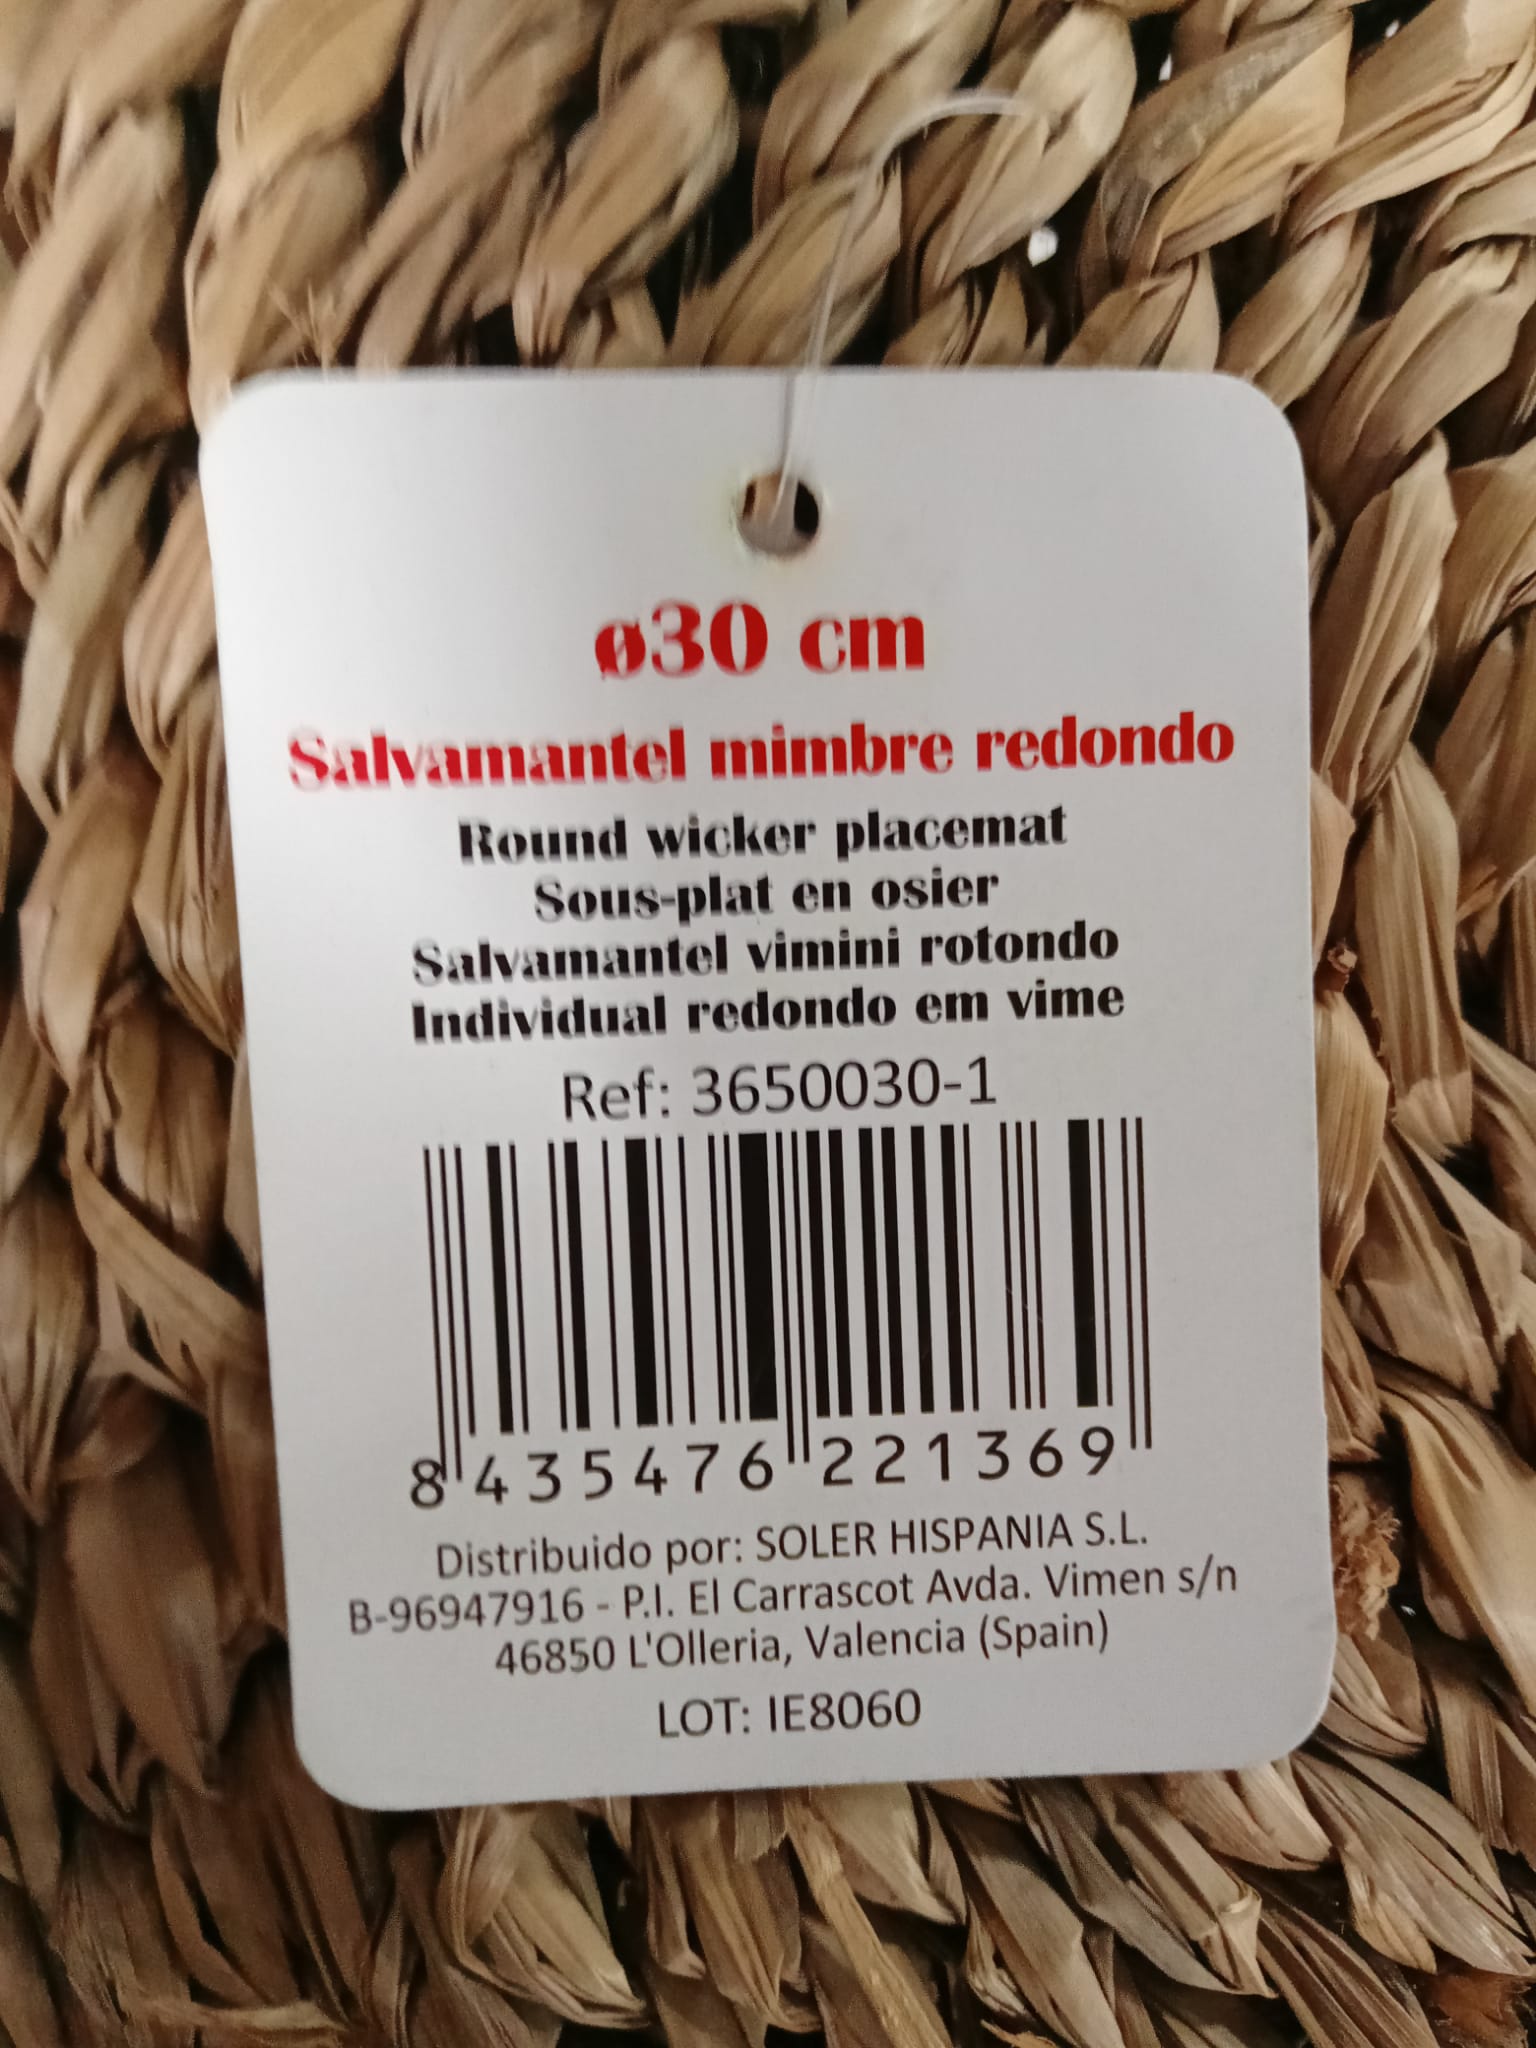 ø30 cm
Salvamantel mimbre redondo
Round wicker placemat
Sous-plat en osier
Salvamantel vimini rotondo
Individual redondo em vime
Ref: 3650030-1
8 435476 221369
Distribuido por: SOLER HISPANIA S.L.
B-96947916 - P.I. El Carrascot Avda. Vimen s/n
46850 L'Olleria, Valencia (Spain)
LOT: IE8060